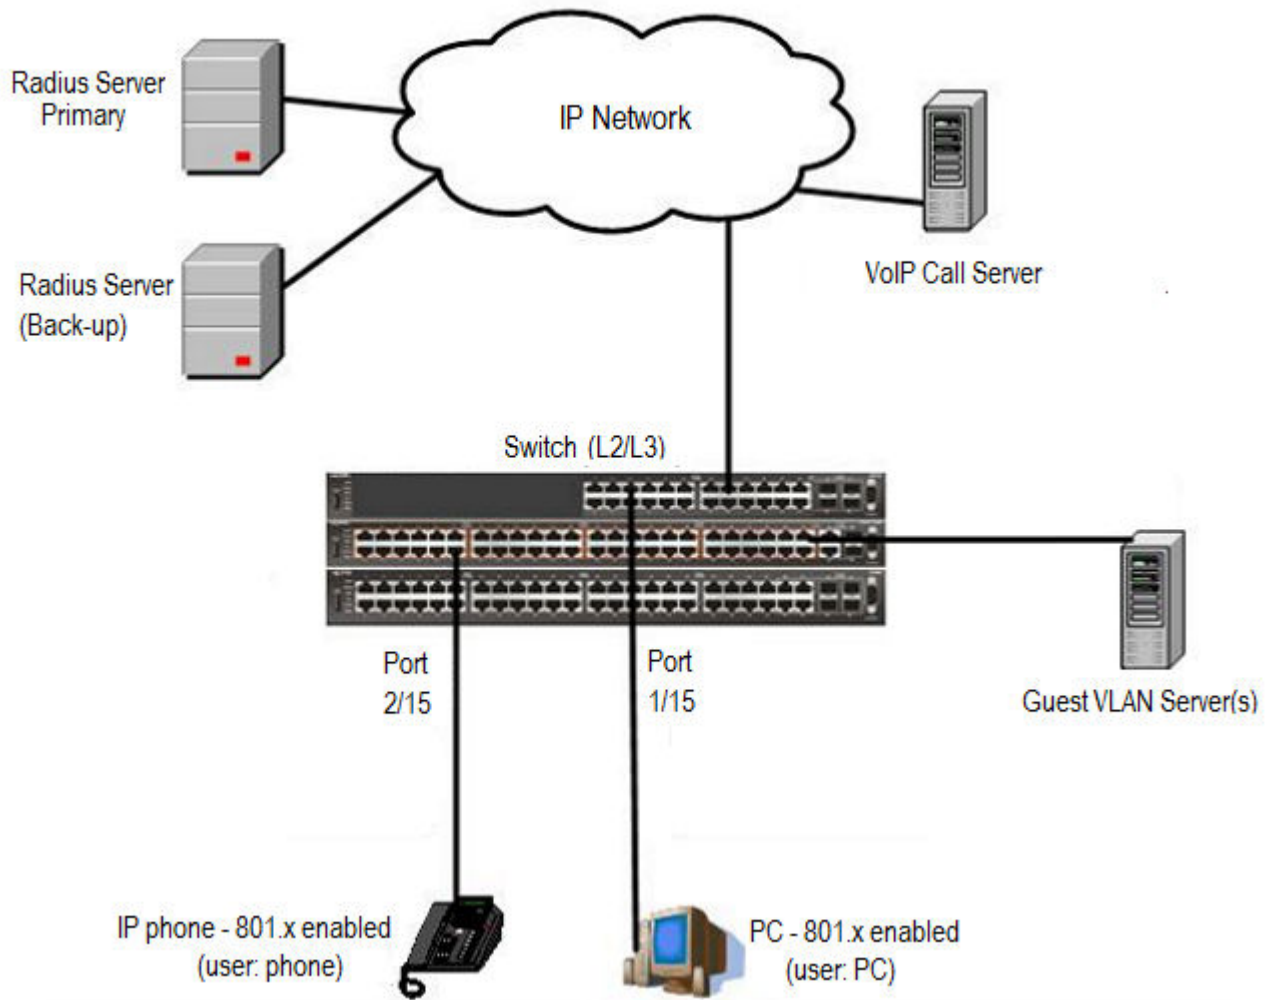 Radius Server
Primary
IP Network
VoIP Call Server
Radius Server
(Back-up)
Switch (L2/L3)
Port
2/15
Port
1/15
Guest VLAN Server(s)
IP phone - 801.x enabled
(user: phone)
PC - 801.x enabled
(user: PC)